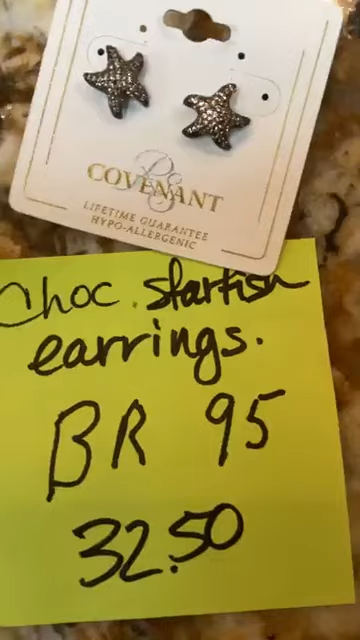 COVENANT
LIFETIME GUARANTEE
HYPO-ALLERGENIC
Choc. starfish
earrings.
BR 95
32.50